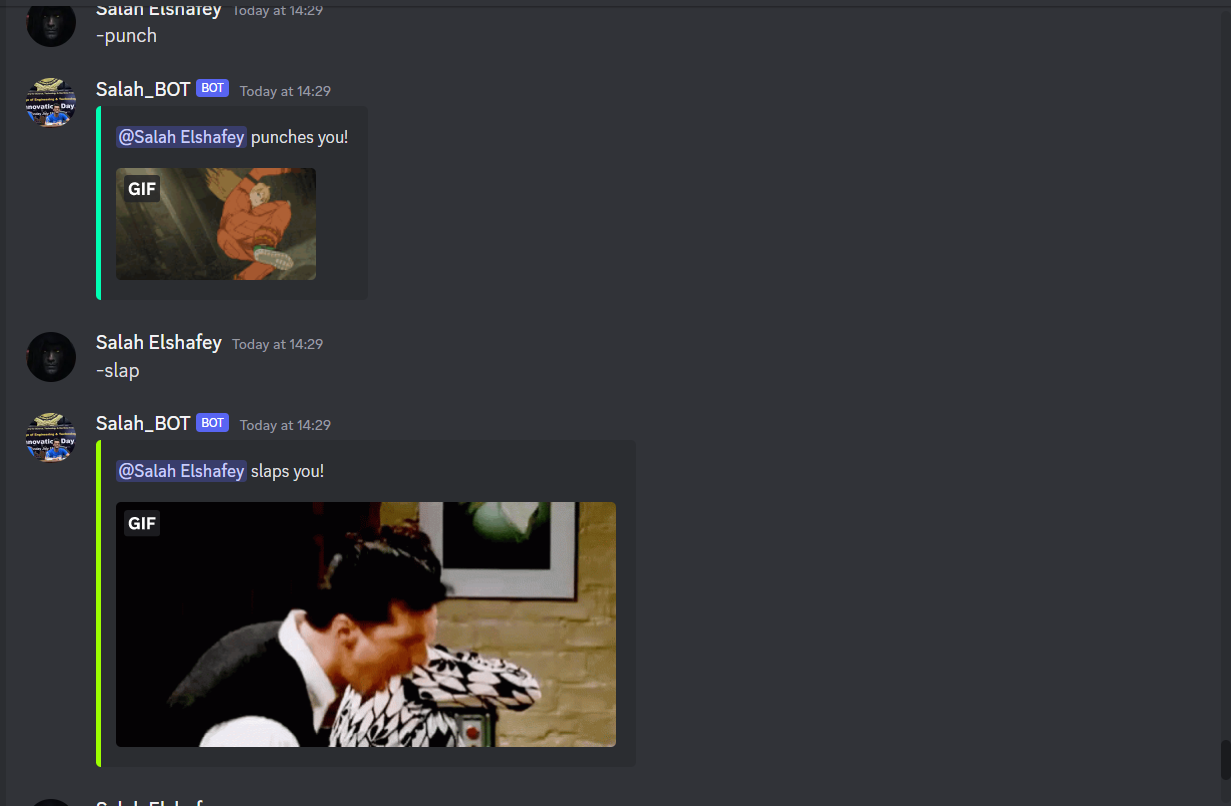 Salah Elshafey Today at 14:29
-punch
Salah_BOT BOT Today at 14:29
@Salah Elshafey punches you!
GIF
Salah Elshafey Today at 14:29
-slap
Salah_BOT BOT Today at 14:29
@Salah Elshafey slaps you!
GIF